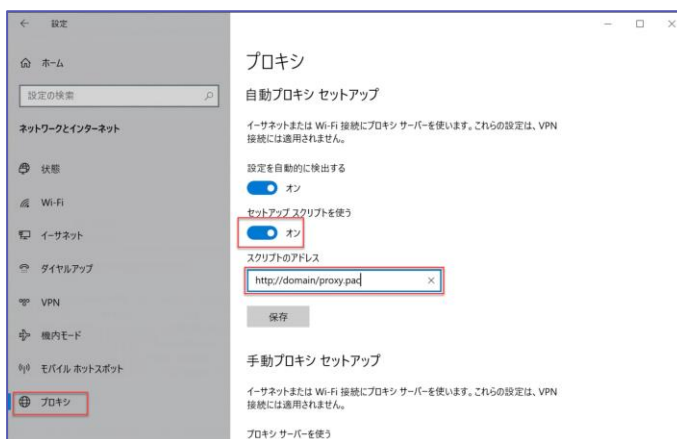 設定
ホーム
設定の検索
ネットワークとインターネット
状態
Wi-Fi
イーサネット
ダイヤルアップ
VPN
機内モード
モバイル ホットスポット
プロキシ
プロキシ
自動プロキシ セットアップ
イーサネットまたは Wi-Fi 接続にプロキシ サーバーを使います。これらの設定は、VPN
接続には適用されません。
設定を自動的に検出する
オン
セットアップ スクリプトを使う
オン
スクリプトのアドレス
http://domain/proxy.pac
保存
手動プロキシ セットアップ
イーサネットまたは Wi-Fi 接続にプロキシ サーバーを使います。これらの設定は、VPN
接続には適用されません。
プロキシ サーバーを使う